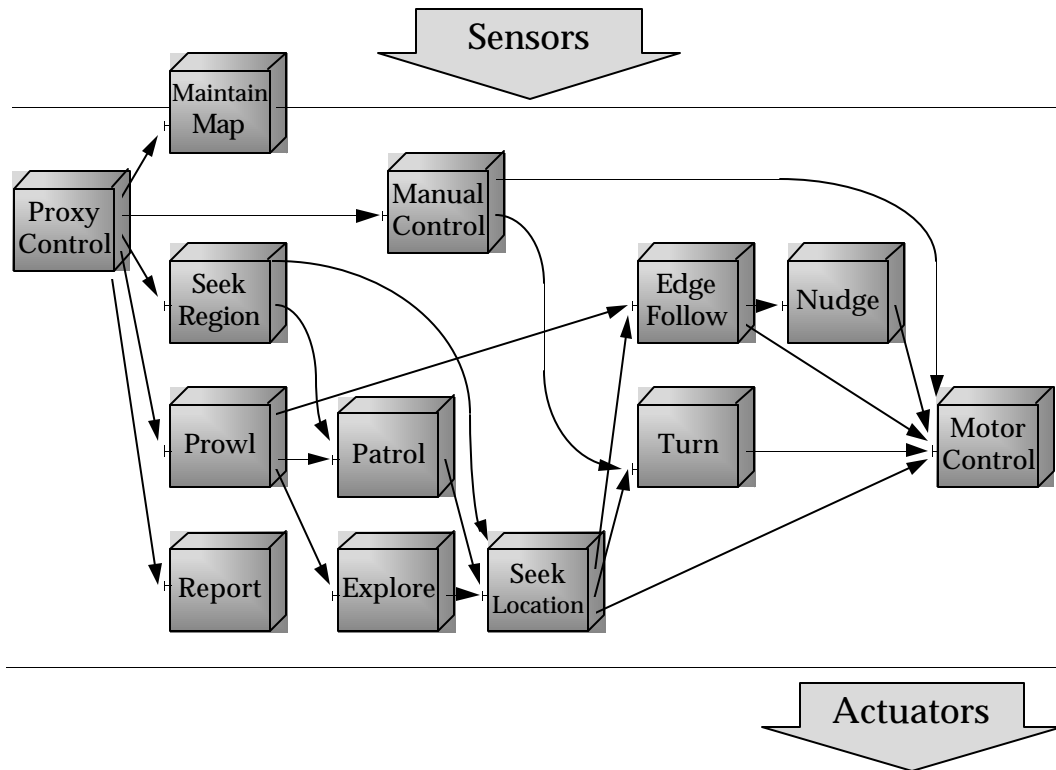 Sensors
Maintain
Map
Proxy
Control
Manual
Control
Seek
Region
Edge
Follow
Nudge
Prowl
Patrol
Turn
Motor
Control
Report
Explore
Seek
Location
Actuators